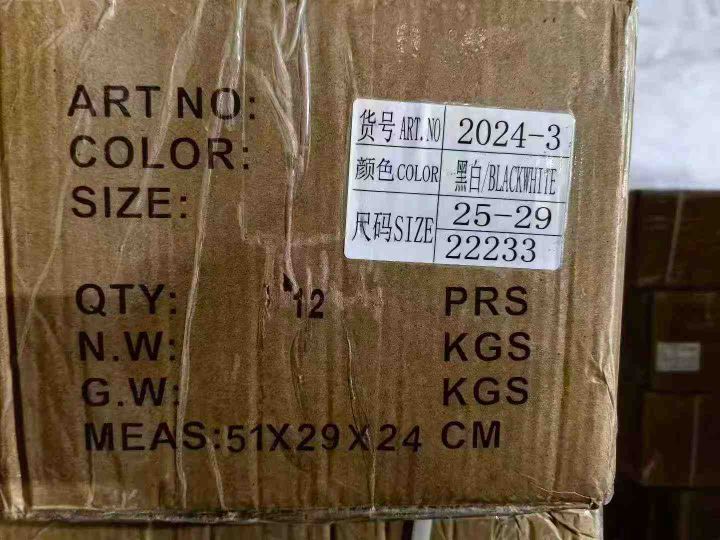 ART NO:
COLOR:
SIZE:
货号 ART.NO 2024-3
颜色 COLOR 黑白/BLACKWHITE
尺码 SIZE 25-29
22233
QTY: 12 PRS
N.W: KGS
G.W: KGS
MEAS:51X29X24 CM